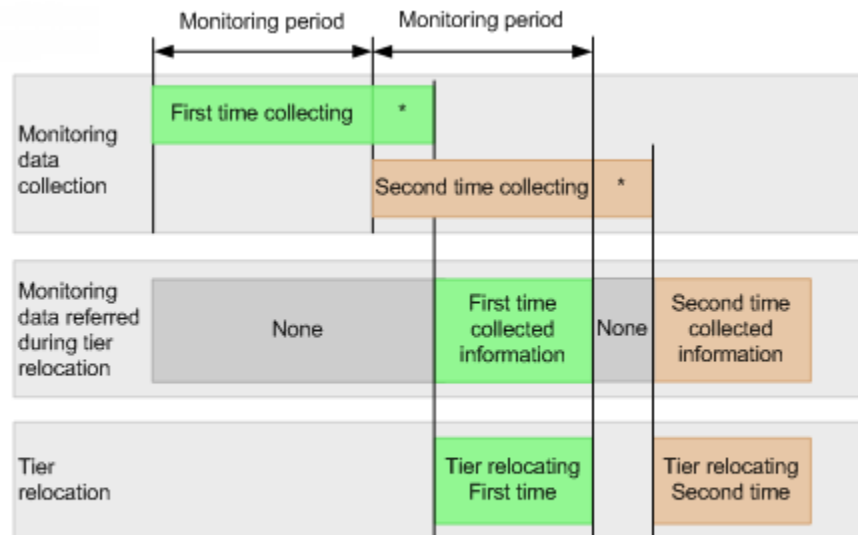 Monitoring period
Monitoring period
Monitoring
data
collection
First time collecting
*
Second time collecting
*
Monitoring
data referred
during tier
relocation
None
First time
collected
information
None
Second time
collected
information
Tier
relocation
Tier relocating
First time
Tier relocating
Second time